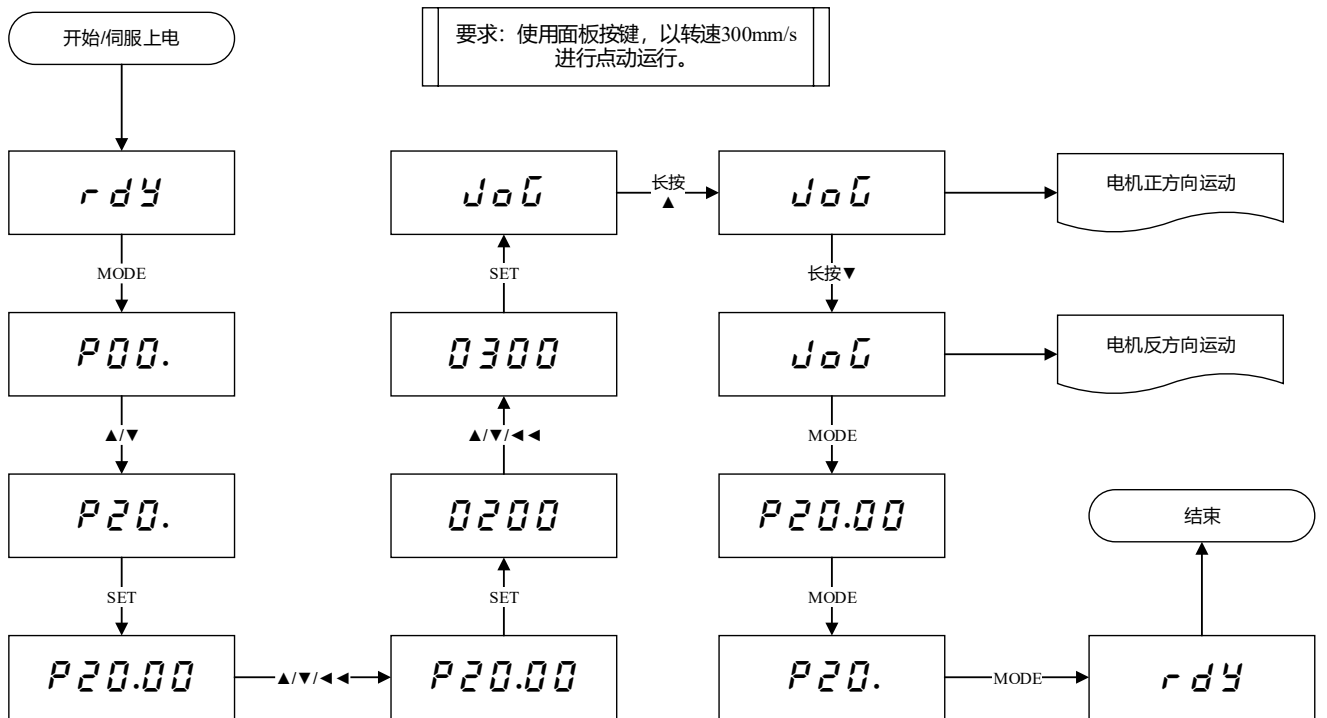 开始/伺服上电
要求：使用面板按键，以转速300mm/s
进行点动运行。
rdy
JoG
长按
▲
JoG
电机正方向运动
MODE
SET
长按▼
P00.
0300
JoG
电机反方向运动
▲/▼
▲/▼/◄◄
MODE
P20.
0200
P20.00
结束
SET
SET
MODE
P20.00
▲/▼/◄◄
P20.00
P20.
MODE
rdy